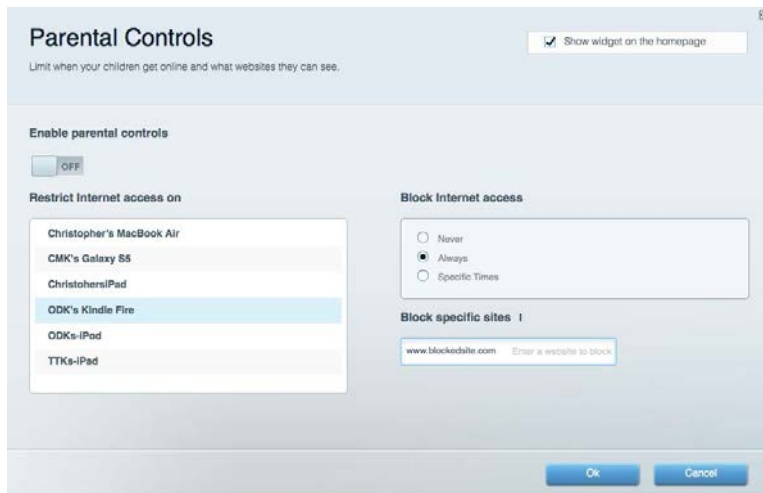 Parental Controls
Show widget on the homepage
Limit when your children get online and what websites they can see.
Enable parental controls
OFF
Restrict Internet access on
Christopher's MacBook Air
CMK's Galaxy S5
ChristohersiPad
ODK's Kindle Fire
ODKs-iPod
TTKs-iPad
Block Internet access
Never
Always
Specific Times
Block specific sites I
www.blockedsite.com Enter a website to block
Ok Cancel